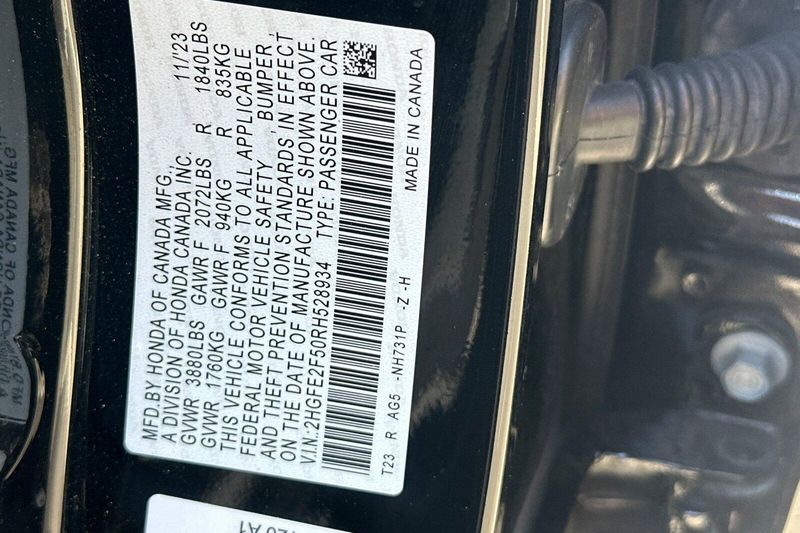 MFD.BY HONDA OF CANADA MFG. 11/'23
A DIVISION OF HONDA CANADA INC.
GVWR 3880LBS GAWR F 2072LBS R 1840LBS
GVWR 1760KG GAWR F 940KG R 835KG
THIS VEHICLE CONFORMS TO ALL APPLICABLE
FEDERAL MOTOR VEHICLE SAFETY, BUMPER,
AND THEFT PREVENTION STANDARDS IN EFFECT
ON THE DATE OF MANUFACTURE SHOWN ABOVE.
V.I.N.:2HGFE2F50RH528934 TYPE: PASSENGER CAR
T23 R AG5 -NH731P -Z -H MADE IN CANADA